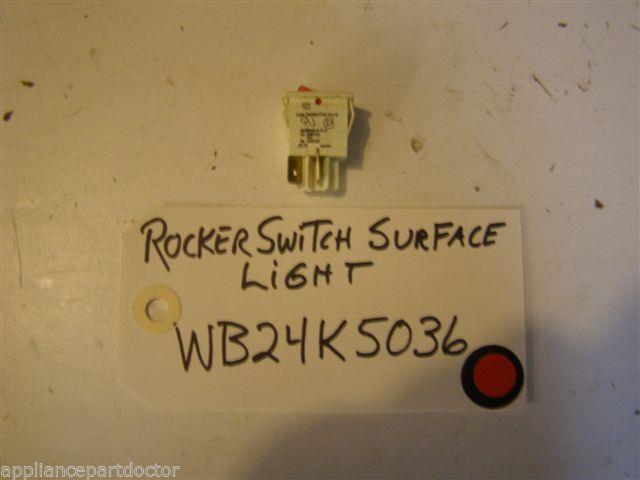 ROCKER SWITCH SURFACE
LIGHT
WB24K5036
appliancepartdoctor